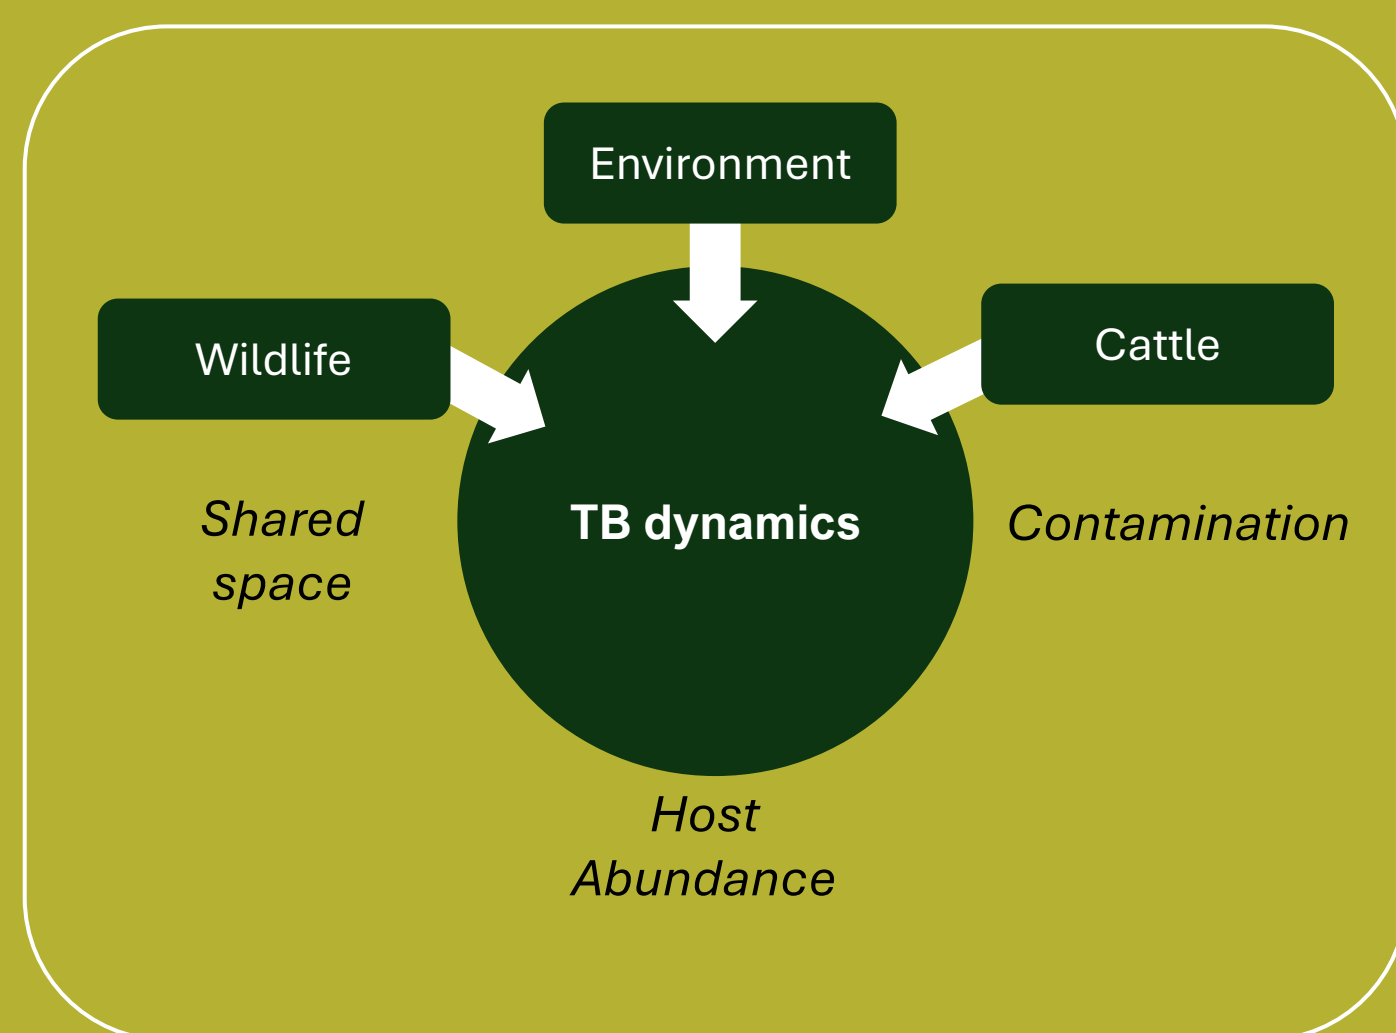 Environment
Wildlife
Cattle
TB dynamics
Shared
space
Contamination
Host
Abundance